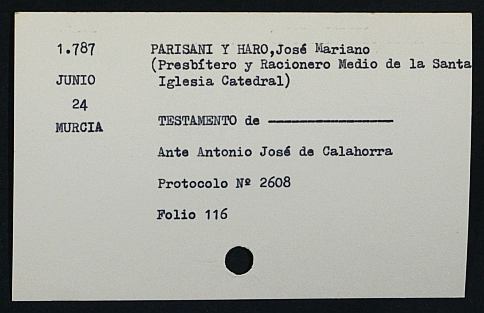 1.787
JUNIO
24
MURCIA
PARISANI Y HARO,José Mariano
(Presbítero y Racionero Medio de la Santa
Iglesia Catedral)
TESTAMENTO de ————————
Ante Antonio José de Calahorra
Protocolo Nº 2608
Folio 116